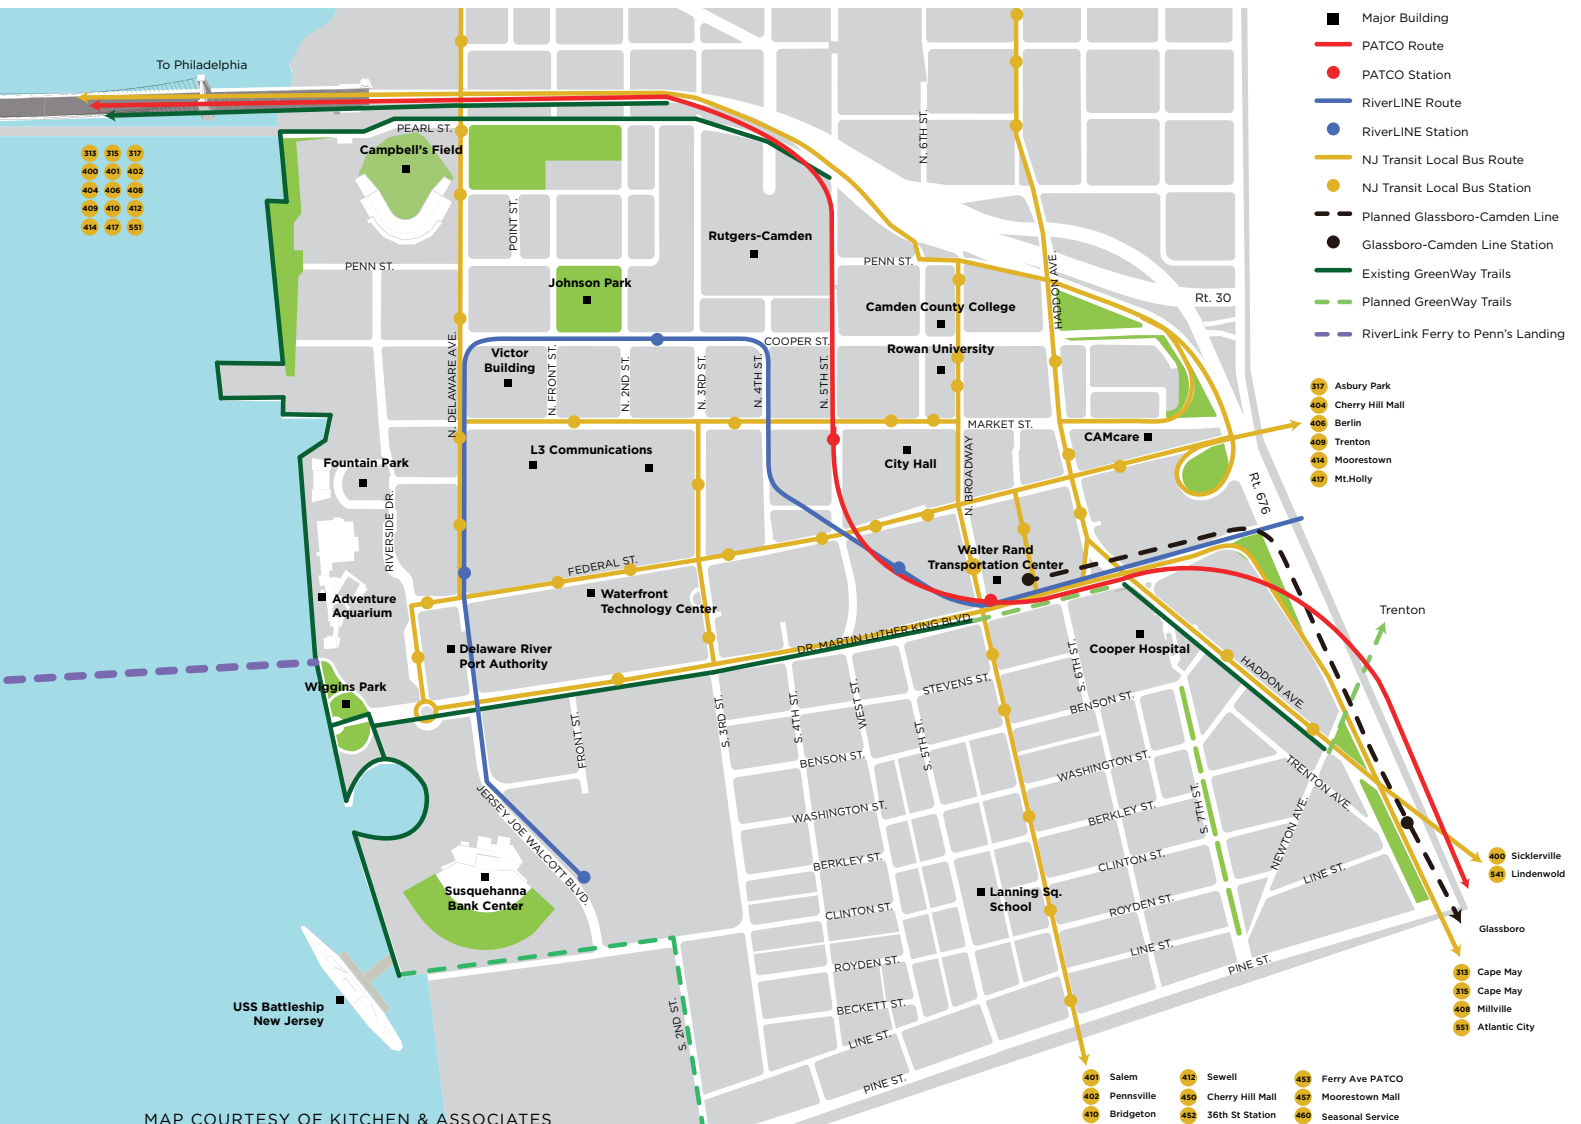 To Philadelphia
313 315 317
400 401 402
404 406 408
409 410 412
414 417 551
PEARL ST.
Campbell's Field
POINT ST.
N. 6TH ST.
Rutgers-Camden
PENN ST.
PENN ST.
HADDON AVE.
Rt. 30
Johnson Park
Camden County College
COOPER ST.
Rowan University
N. DELAWARE AVE.
Victor
Building
N. FRONT ST.
N. 2ND ST.
N. 3RD ST.
N. 4TH ST.
N. 5TH ST.
MARKET ST.
CAMcare
L3 Communications
City Hall
N. BROADWAY
Fountain Park
RIVERSIDE DR.
Rt. 676
FEDERAL ST.
Walter Rand
Transportation Center
Adventure
Aquarium
Waterfront
Technology Center
DR. MARTIN LUTHER KING BLVD.
Delaware River
Port Authority
Cooper Hospital
Trenton
Wiggins Park
STEVENS ST.
S. 6TH ST.
BENSON ST.
HADDON AVE.
FRONT ST.
S. 3RD ST.
S. 4TH ST.
WEST ST.
S. 5TH ST.
BENSON ST.
WASHINGTON ST.
TRENTON AVE.
JERSEY JOE WALCOTT BLVD.
WASHINGTON ST.
BERKLEY ST.
S. 7TH ST.
NEWTON AVE.
BERKLEY ST.
CLINTON ST.
LINE ST.
Susquehanna
Bank Center
Lanning Sq.
School
CLINTON ST.
ROYDEN ST.
LINE ST.
PINE ST.
ROYDEN ST.
BECKETT ST.
LINE ST.
PINE ST.
S. 2ND ST.
USS Battleship
New Jersey
MAP COURTESY OF KITCHEN & ASSOCIATES
Major Building
PATCO Route
PATCO Station
RiverLINE Route
RiverLINE Station
NJ Transit Local Bus Route
NJ Transit Local Bus Station
Planned Glassboro-Camden Line
Glassboro-Camden Line Station
Existing GreenWay Trails
Planned GreenWay Trails
RiverLink Ferry to Penn's Landing
317 Asbury Park
404 Cherry Hill Mall
406 Berlin
409 Trenton
414 Moorestown
417 Mt.Holly
400 Sicklerville
541 Lindenwold
Glassboro
313 Cape May
315 Cape May
408 Millville
551 Atlantic City
401 Salem
402 Pennsville
410 Bridgeton
412 Sewell
450 Cherry Hill Mall
452 36th St Station
453 Ferry Ave PATCO
457 Moorestown Mall
460 Seasonal Service